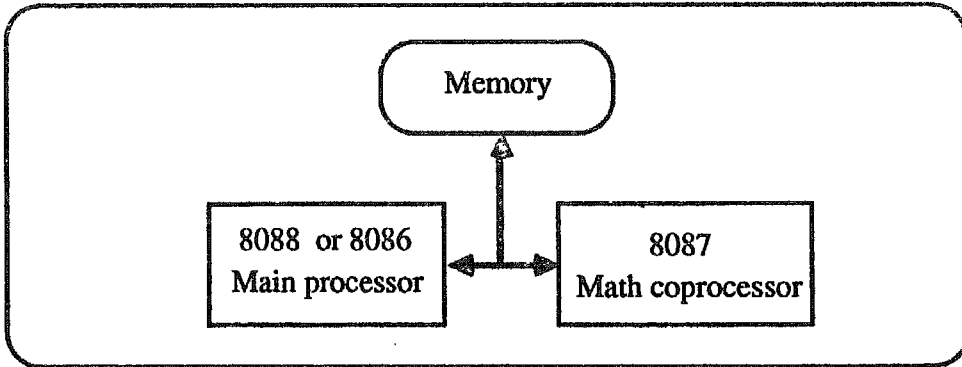 Memory
8088 or 8086
Main processor
8087
Math coprocessor